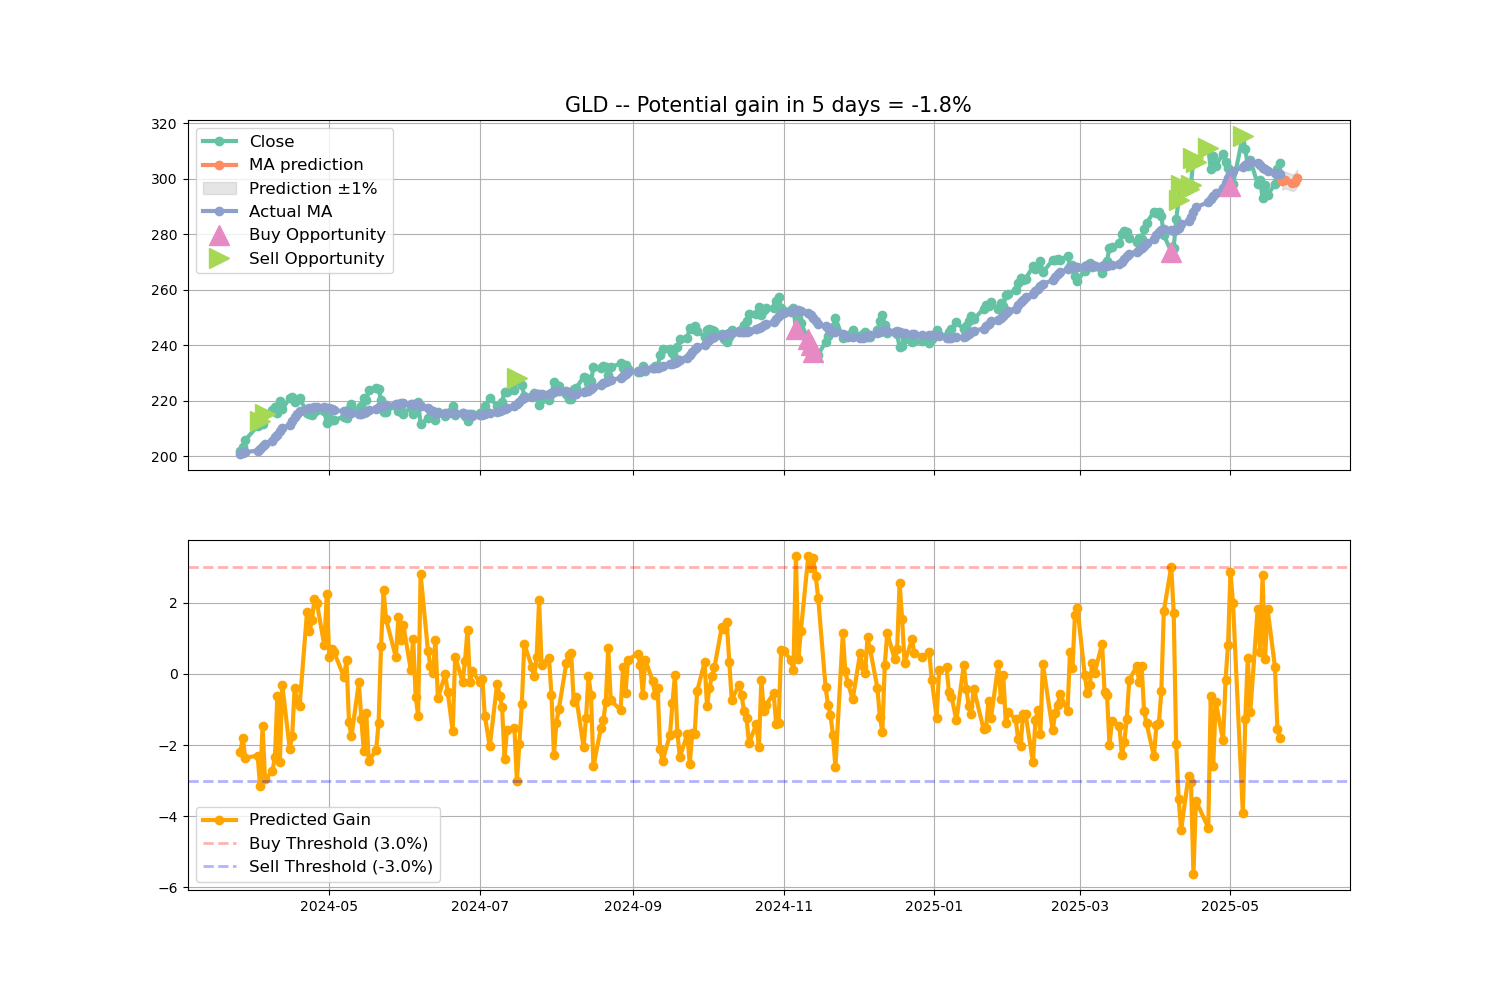 GLD -- Potential gain in 5 days = -1.8%
320
300
280
260
240
220
200
Close
MA prediction
Prediction ±1%
Actual MA
Buy Opportunity
Sell Opportunity
2
0
−2
−4
−6
Predicted Gain
Buy Threshold (3.0%)
Sell Threshold (-3.0%)
2024-05
2024-07
2024-09
2024-11
2025-01
2025-03
2025-05